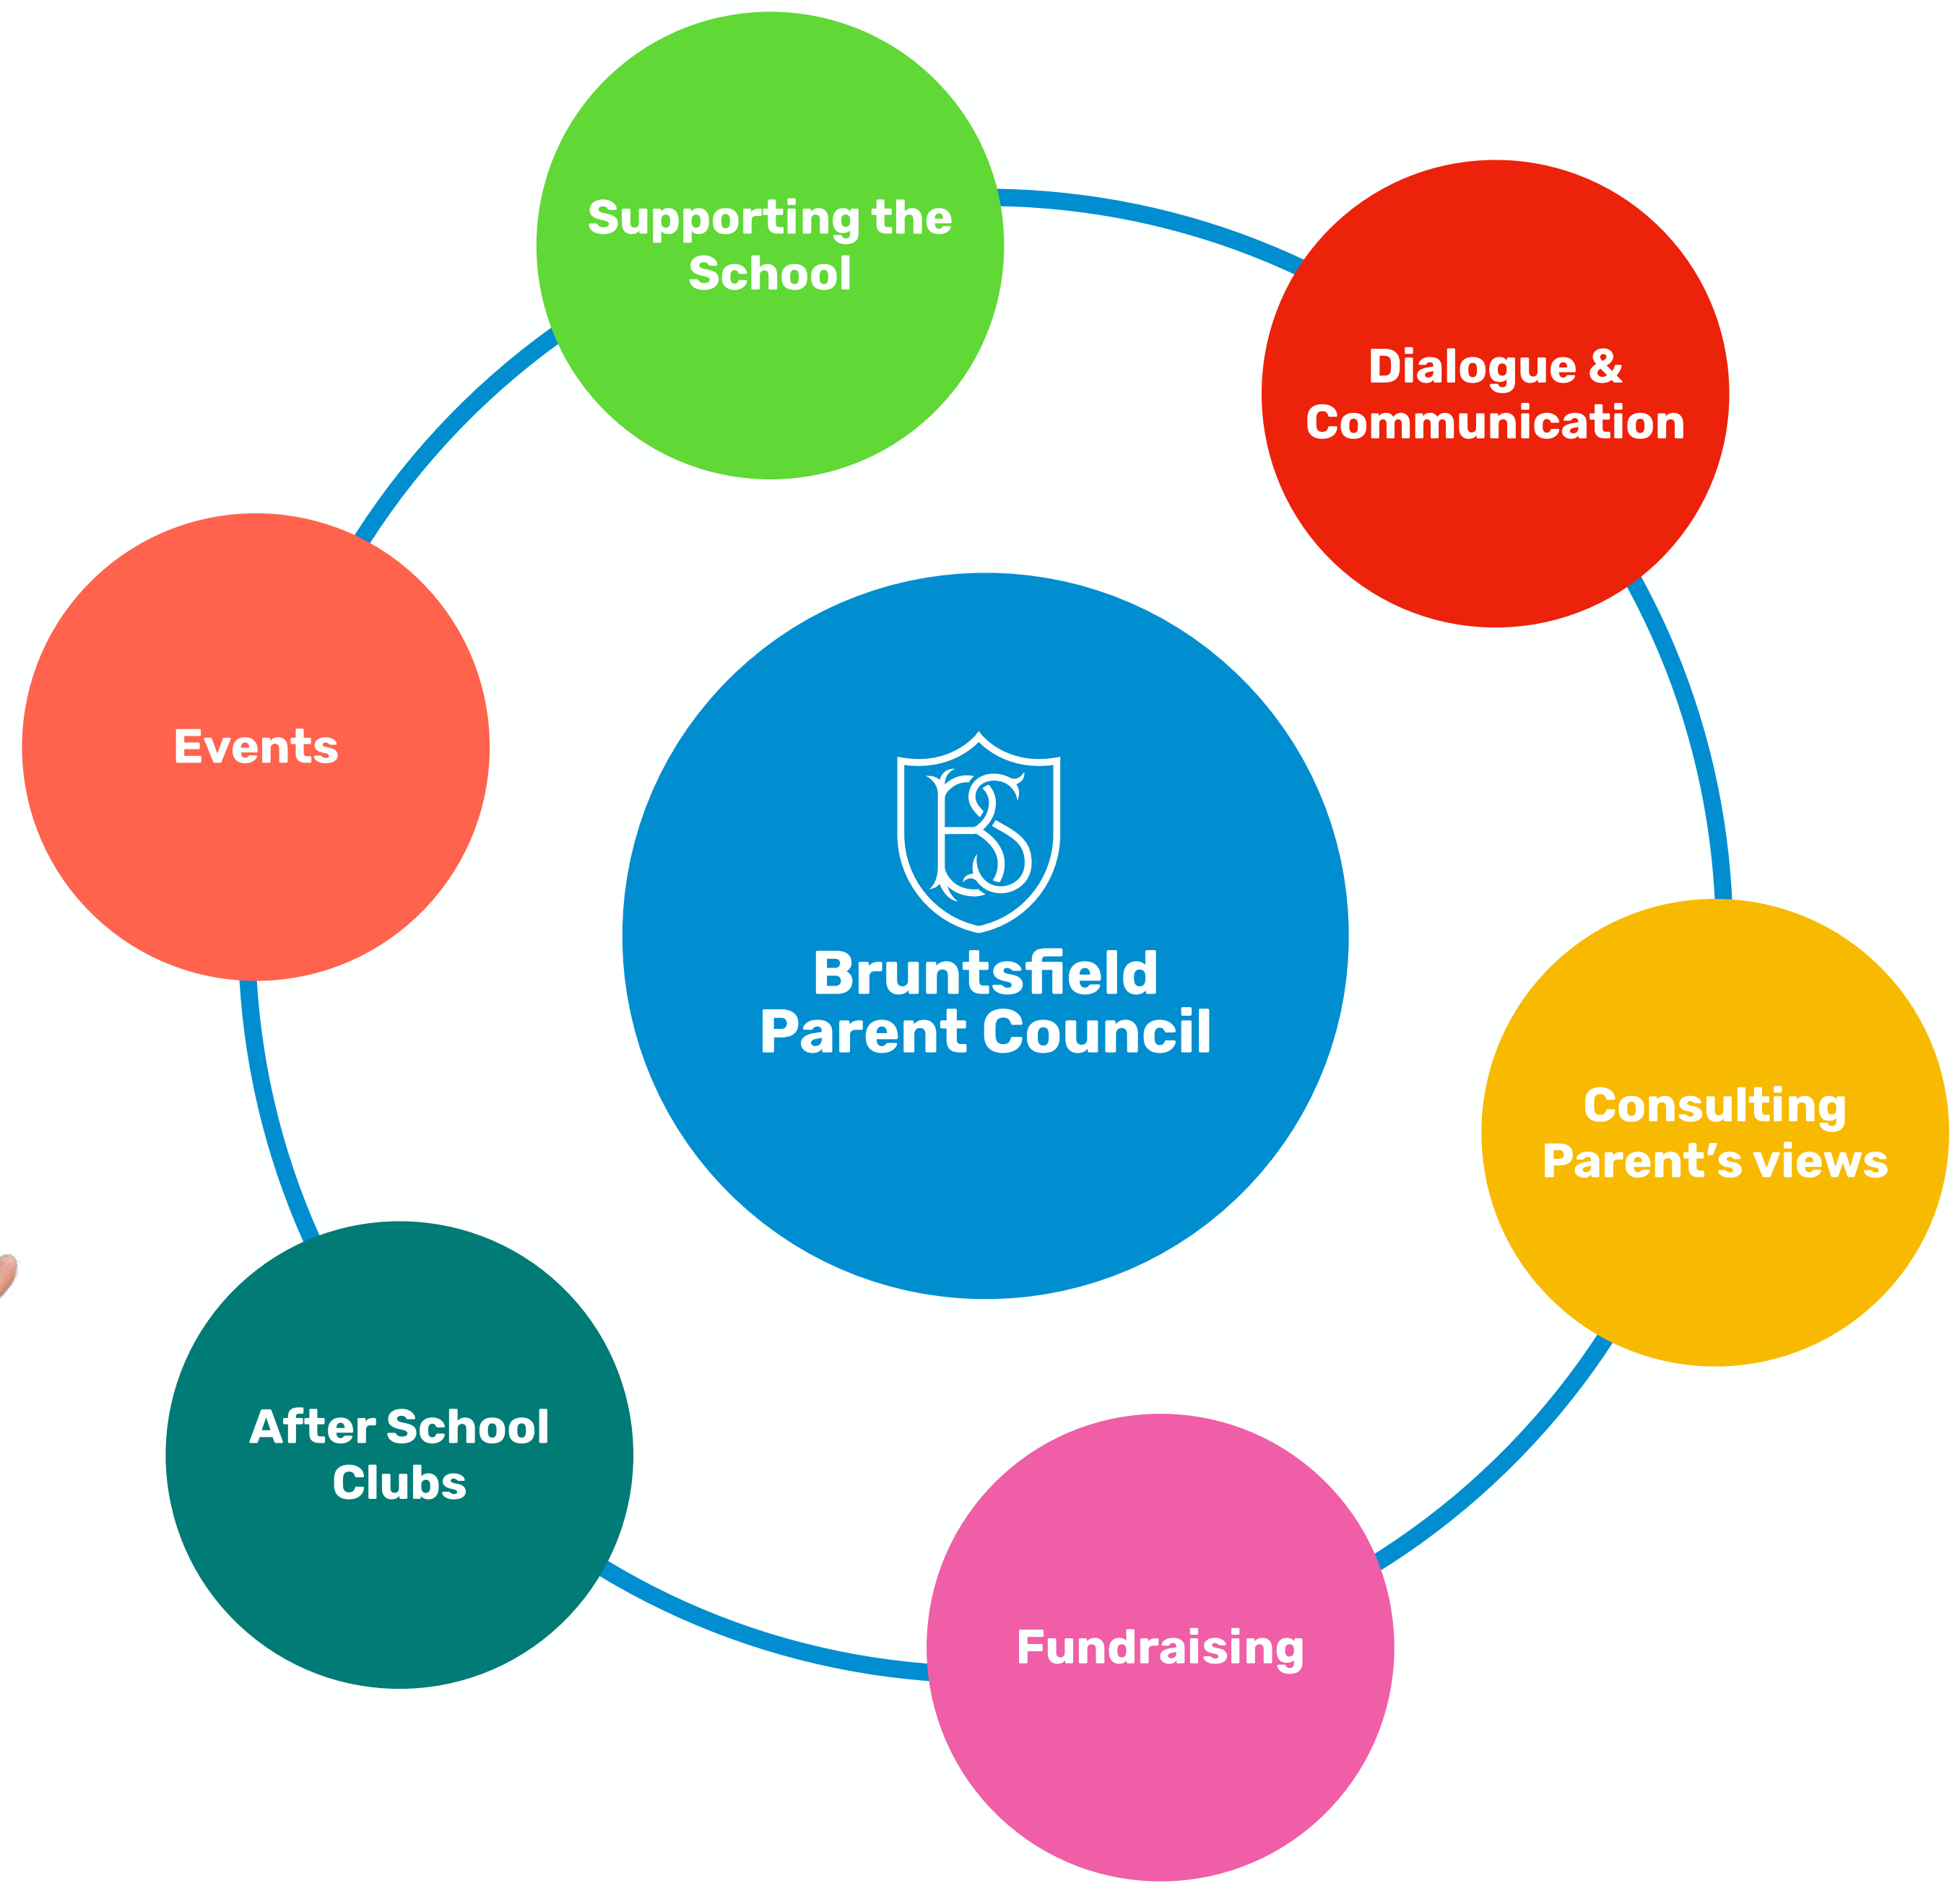 Supporting the
School
Dialogue &
Communication
Events
BS
Bruntsfield
Parent Council
Consulting
Parent's views
After School
Clubs
Fundraising